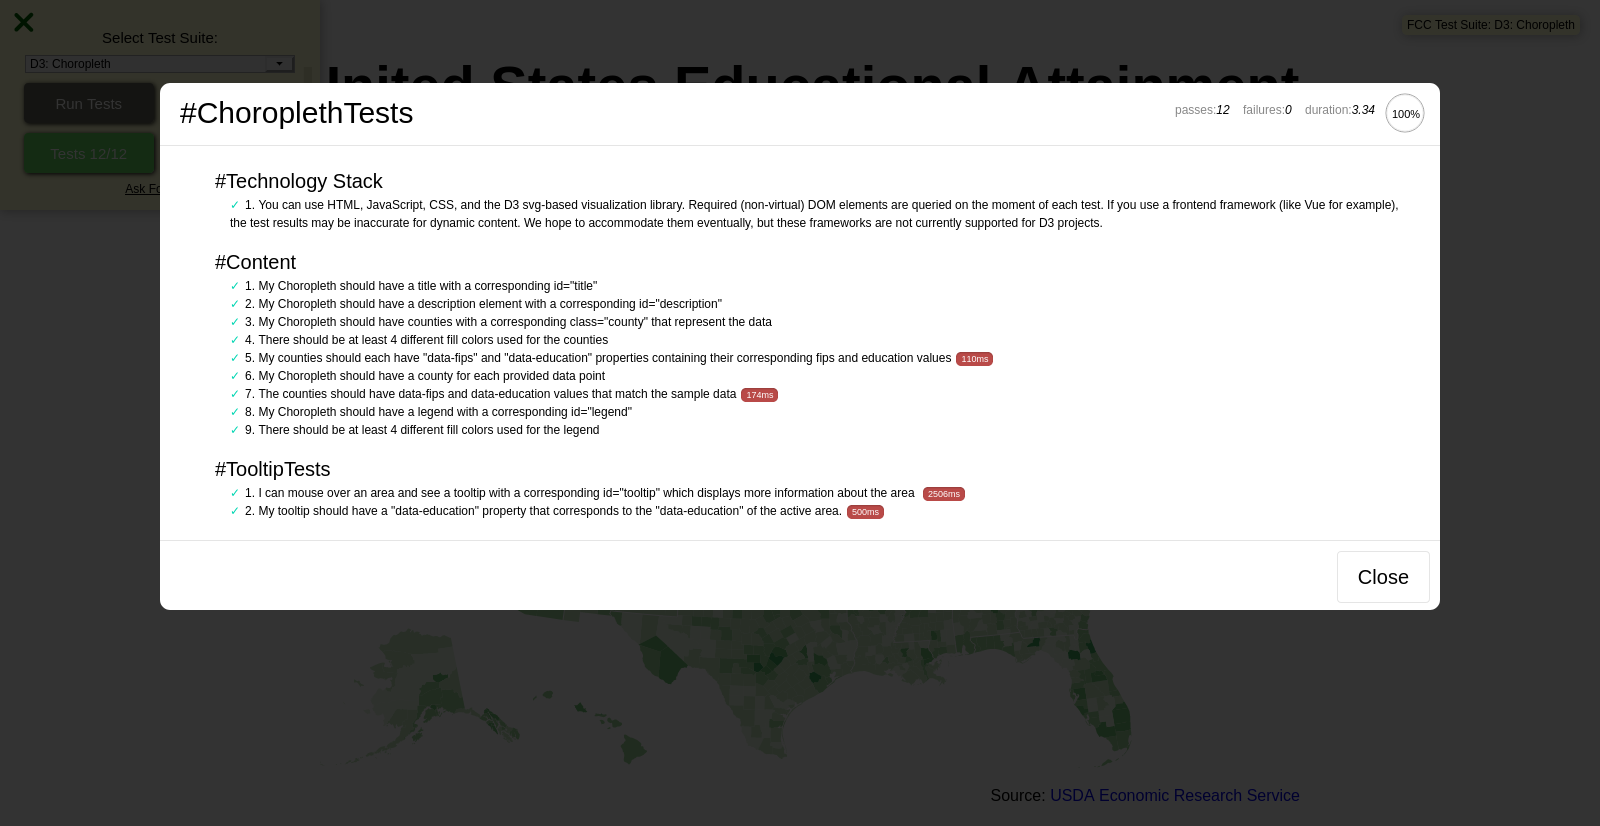 Select Test Suite:
D3: Choropleth
FCC Test Suite: D3: Choropleth
United States Educational Attainment
Run Tests
Tests 12/12
Ask Fo
#ChoroplethTests
passes:12 failures:0 duration:3.34 100%
#Technology Stack
✓ 1. You can use HTML, JavaScript, CSS, and the D3 svg-based visualization library. Required (non-virtual) DOM elements are queried on the moment of each test. If you use a frontend framework (like Vue for example),
the test results may be inaccurate for dynamic content. We hope to accommodate them eventually, but these frameworks are not currently supported for D3 projects.
#Content
✓ 1. My Choropleth should have a title with a corresponding id="title"
✓ 2. My Choropleth should have a description element with a corresponding id="description"
✓ 3. My Choropleth should have counties with a corresponding class="county" that represent the data
✓ 4. There should be at least 4 different fill colors used for the counties
✓ 5. My counties should each have "data-fips" and "data-education" properties containing their corresponding fips and education values 110ms
✓ 6. My Choropleth should have a county for each provided data point
✓ 7. The counties should have data-fips and data-education values that match the sample data 174ms
✓ 8. My Choropleth should have a legend with a corresponding id="legend"
✓ 9. There should be at least 4 different fill colors used for the legend
#TooltipTests
✓ 1. I can mouse over an area and see a tooltip with a corresponding id="tooltip" which displays more information about the area 2506ms
✓ 2. My tooltip should have a "data-education" property that corresponds to the "data-education" of the active area. 500ms
Close
Source: USDA Economic Research Service